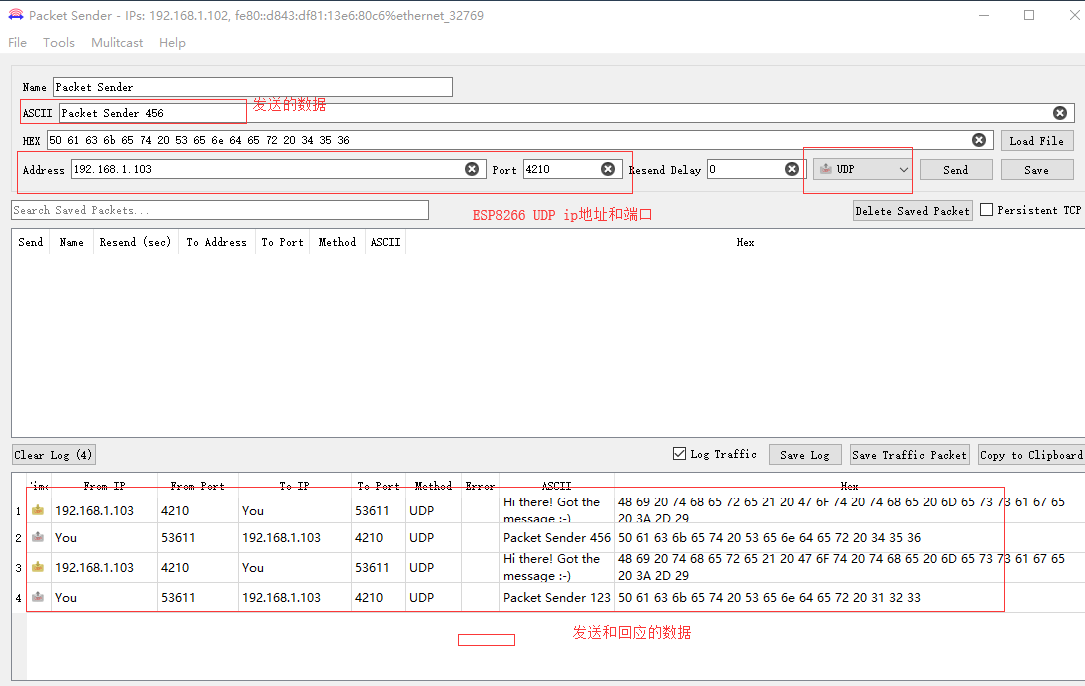 Packet Sender - IPs: 192.168.1.102, fe80::d843:df81:13e6:80c6%ethernet_32769
File Tools Mulitcast Help
Name Packet Sender
ASCII Packet Sender 456 发送的数据
HEX 50 61 63 6b 65 74 20 53 65 6e 64 65 72 20 34 35 36 Load File
Address 192.168.1.103 Port 4210 Resend Delay 0 UDP Send Save
Search Saved Packets... ESP8266 UDP ip地址和端口 Delete Saved Packet Persistent TCP
Send Name Resend (sec) To Address To Port Method ASCII Hex
Clear Log (4) Log Traffic Save Log Save Traffic Packet Copy to Clipboard
From IP From Port To IP To Port Method Error ASCII Hex
1 192.168.1.103 4210 You 53611 UDP Hi there! Got the 48 69 20 74 68 65 72 65 21 20 47 6F 74 20 74 68 65 20 6D 65 73 73 61 67 65
message :-) 20 3A 2D 29
2 You 53611 192.168.1.103 4210 UDP Packet Sender 456 50 61 63 6b 65 74 20 53 65 6e 64 65 72 20 34 35 36
3 192.168.1.103 4210 You 53611 UDP Hi there! Got the 48 69 20 74 68 65 72 65 21 20 47 6F 74 20 74 68 65 20 6D 65 73 73 61 67 65
message :-) 20 3A 2D 29
4 You 53611 192.168.1.103 4210 UDP Packet Sender 123 50 61 63 6b 65 74 20 53 65 6e 64 65 72 20 31 32 33
发送和回应的数据